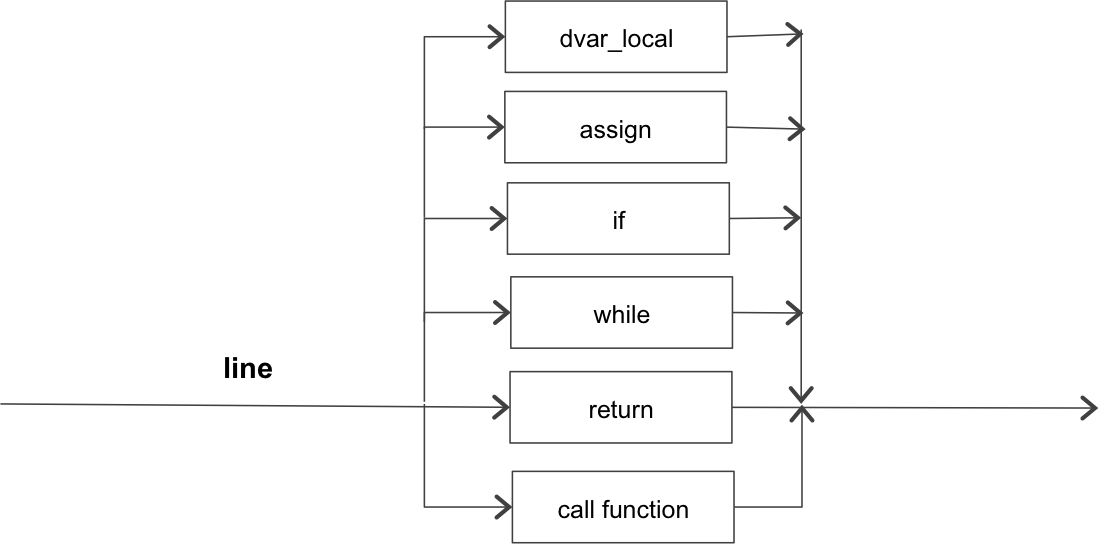 dvar_local
assign
if
while
line
return
call function